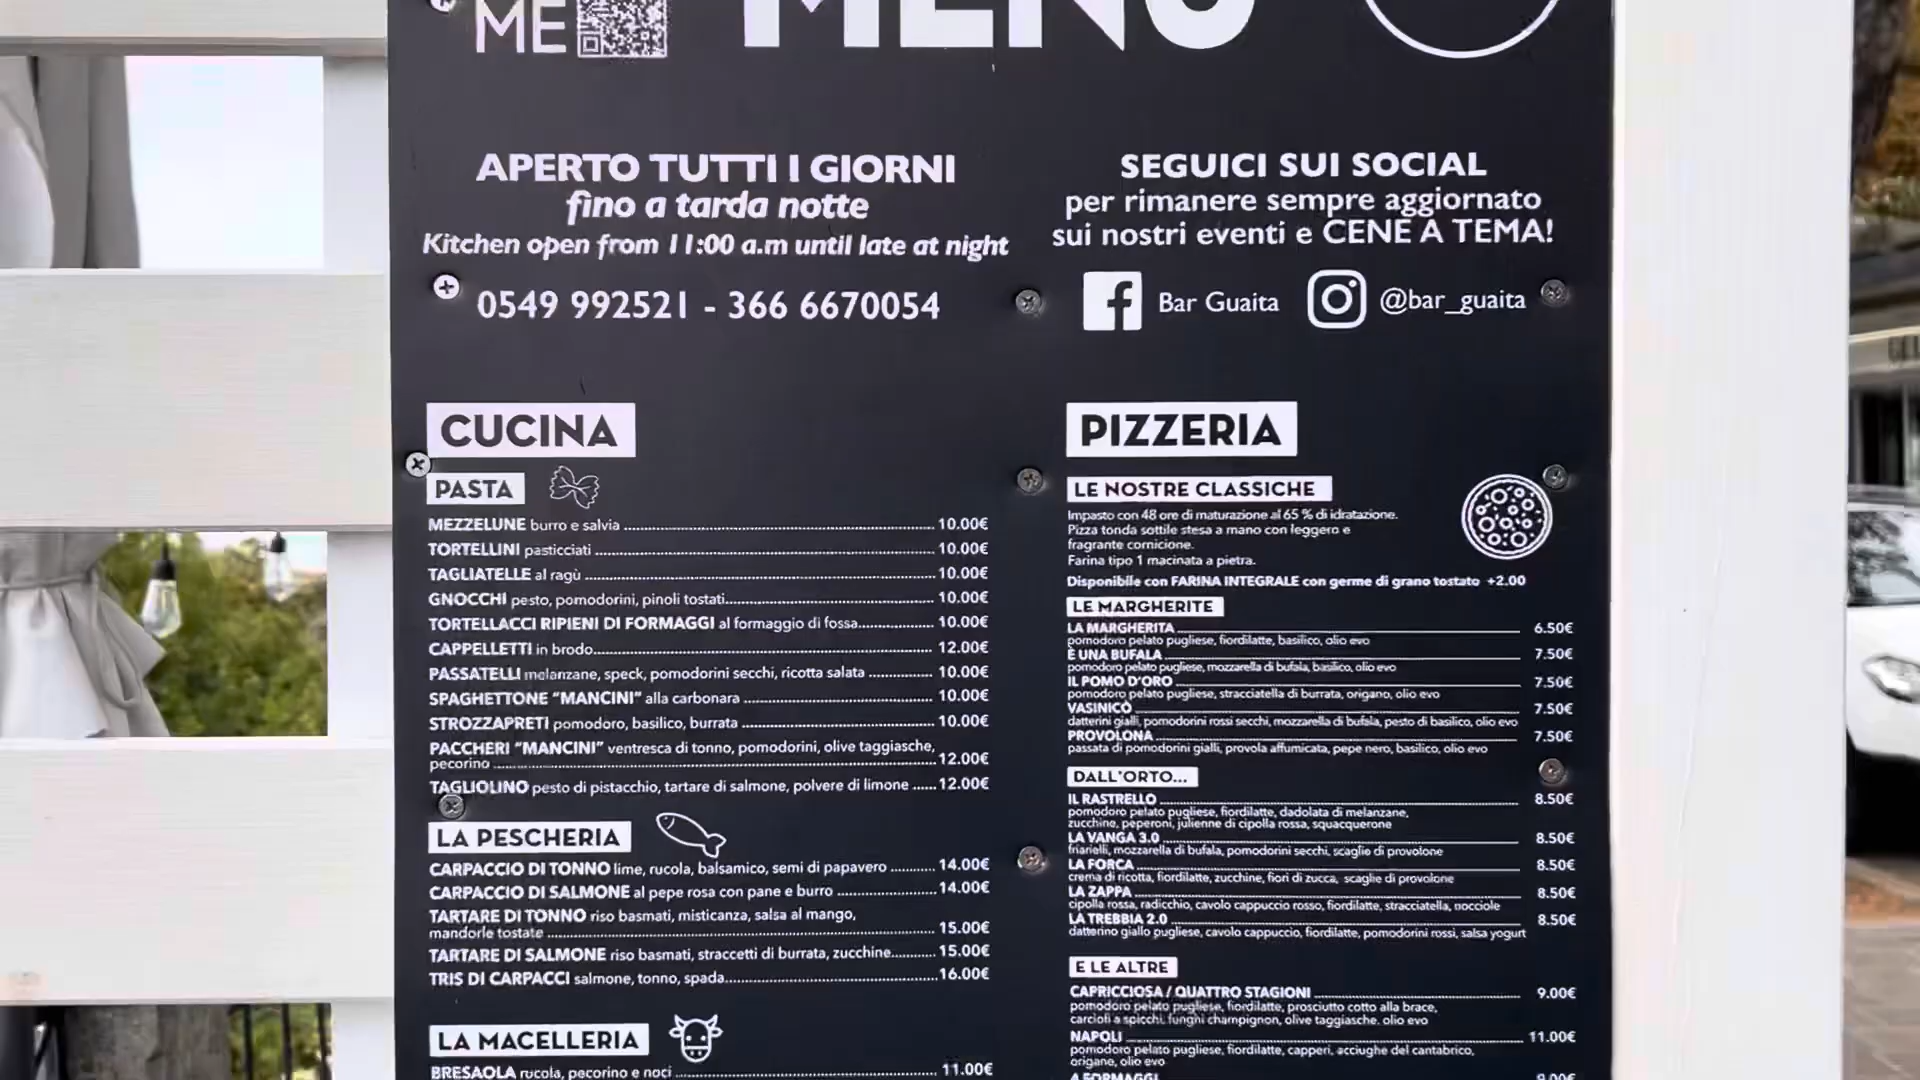 ME
MENÙ
APERTO TUTTI I GIORNI
fino a tarda notte
Kitchen open from 11:00 a.m until late at night
0549 992521 - 366 6670054
SEGUICI SUI SOCIAL
per rimanere sempre aggiornato
sui nostri eventi e CENE A TEMA!
Bar Guaita @bar_guaita
CUCINA
PASTA
MEZZELUNE burro e salvia 10.00€
TORTELLINI pasticciati 10.00€
TAGLIATELLE al ragù 10.00€
GNOCCHI pesto, pomodorini, pinoli tostati 10.00€
TORTELLACCI RIPIENI DI FORMAGGI al formaggio di fossa 10.00€
CAPPELLETTI in brodo 12.00€
PASSATELLI melanzane, speck, pomodorini secchi, ricotta salata 10.00€
SPAGHETTONE "MANCINI" alla carbonara 10.00€
STROZZAPRETI pomodoro, basilico, burrata 10.00€
PACCHERI "MANCINI" ventresca di tonno, pomodorini, olive taggiasche,
pecorino 12.00€
TAGLIOLINO pesto di pistacchio, tartare di salmone, polvere di limone 12.00€
LA PESCHERIA
CARPACCIO DI TONNO lime, rucola, balsamico, semi di papavero 14.00€
CARPACCIO DI SALMONE al pepe rosa con pane e burro 14.00€
TARTARE DI TONNO riso basmati, misticanza, salsa al mango,
mandorle tostate 15.00€
TARTARE DI SALMONE riso basmati, straccetti di burrata, zucchine 15.00€
TRIS DI CARPACCI salmone, tonno, spada 16.00€
LA MACELLERIA
BRESAOLA rucola, pecorino e noci 11.00€
PIZZERIA
LE NOSTRE CLASSICHE
Impasto con 48 ore di maturazione al 65 % di idratazione.
Pizza tonda sottile stesa a mano con leggero e
fragrante cornicione.
Farina tipo 1 macinata a pietra.
Disponibile con FARINA INTEGRALE con germe di grano tostato +2.00
LE MARGHERITE
LA MARGHERITA 6.50€
pomodoro pelato pugliese, fiordilatte, basilico, olio evo
È UNA BUFALA 7.50€
pomodoro pelato pugliese, mozzarella di bufala, basilico, olio evo
IL POMO D'ORO 7.50€
pomodoro pelato pugliese, stracciatella di burrata, origano, olio evo
VASINICÒ 7.50€
datterini gialli, pomodorini rossi secchi, mozzarella di bufala, pesto di basilico, olio evo
PROVOLONA 7.50€
passata di pomodorini gialli, provola affumicata, pepe nero, basilico, olio evo
DALL'ORTO...
IL RASTRELLO 8.50€
pomodoro pelato pugliese, fiordilatte, dadolata di melanzane,
zucchine, peperoni, julienne di cipolla rossa, squacquerone
LA VANGA 3.0 8.50€
friarielli, mozzarella di bufala, pomodorini secchi, scaglie di provolone
LA FORCA 8.50€
crema di ricotta, fiordilatte, zucchine, fiori di zucca, scaglie di provolone
LA ZAPPA 8.50€
cipolla rossa, radicchio, cavolo cappuccio rosso, fiordilatte, stracciatella, nocciole
LA TREBBIA 2.0 8.50€
datterino giallo pugliese, cavolo cappuccio, fiordilatte, pomodorini rossi, salsa yogurt
E LE ALTRE
CAPRICCIOSA / QUATTRO STAGIONI 9.00€
pomodoro pelato pugliese, fiordilatte, prosciutto cotto alla brace,
carciofi a spicchi, funghi champignon, olive taggiasche, olio evo
NAPOLI 11.00€
pomodoro pelato pugliese, fiordilatte, capperi, acciughe del cantabrico,
origano, olio evo
4 FORMAGGI 9.00€